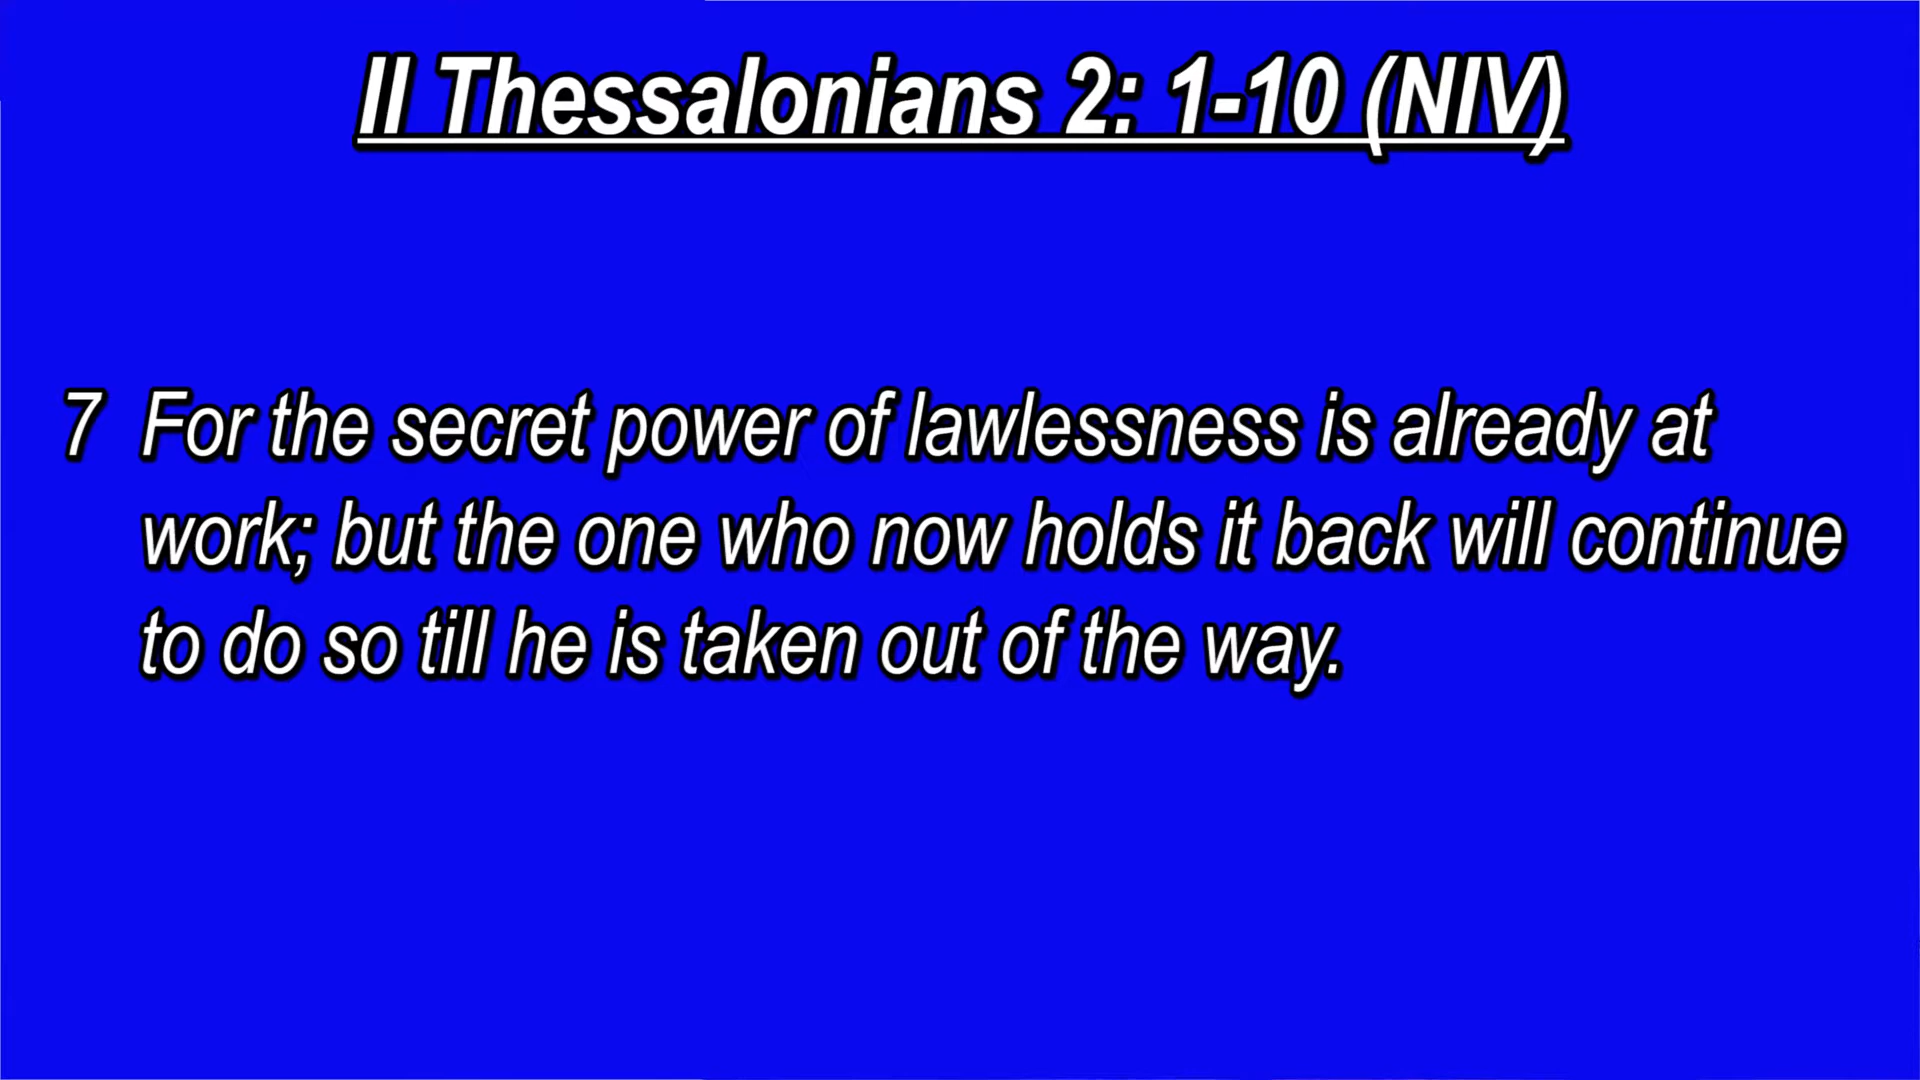 II Thessalonians 2: 1-10 (NIV)
7 For the secret power of lawlessness is already at
work; but the one who now holds it back will continue
to do so till he is taken out of the way.